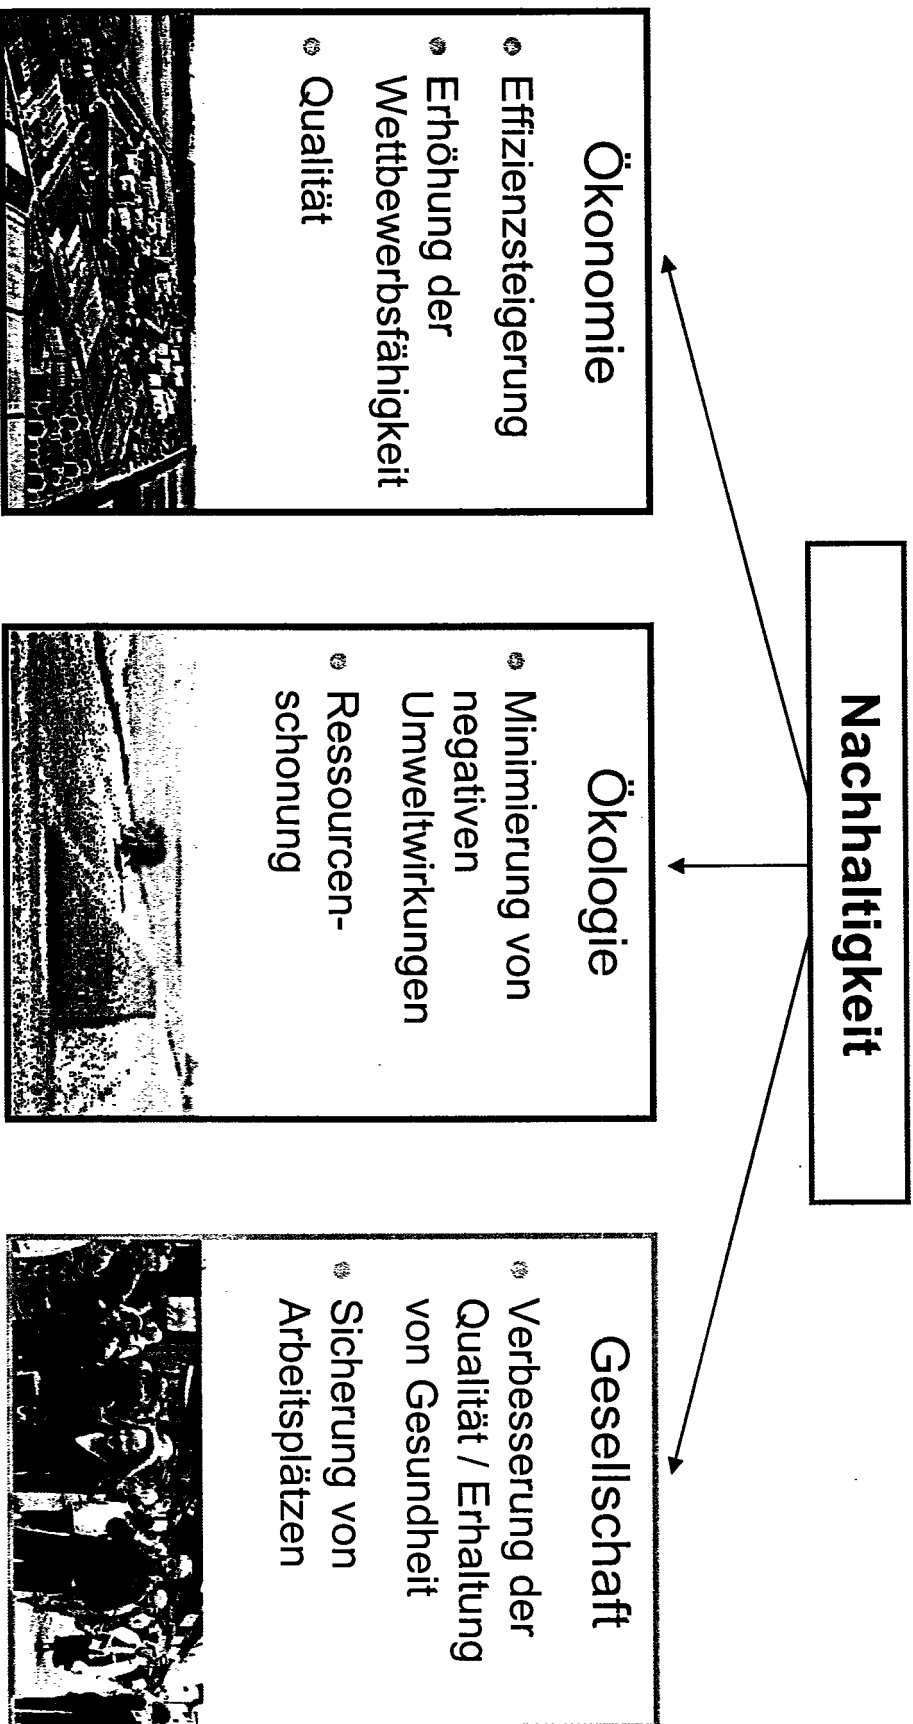 Nachhaltigkeit
Ökonomie
Effizienzsteigerung
Erhöhung der
Wettbewerbsfähigkeit
Qualität
Ökologie
Minimierung von
negativen
Umweltwirkungen
Ressourcen-
schonung
Gesellschaft
Verbesserung der
Qualität / Erhaltung
von Gesundheit
Sicherung von
Arbeitsplätzen